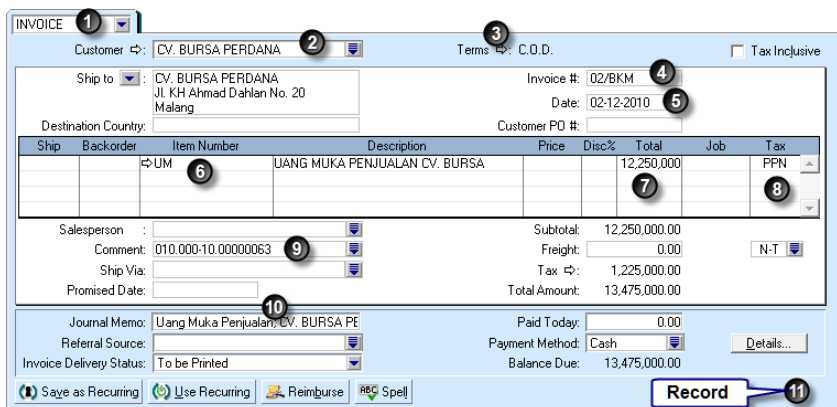 INVOICE 1
Customer ⇨: CV. BURSA PERDANA 2
3
Terms ⇨: C.O.D.
Tax Inclusive
Ship to : CV. BURSA PERDANA
Jl. KH Ahmad Dahlan No. 20
Malang
Invoice #: 02/BKM 4
Date: 02-12-2010 5
Destination Country:
Customer PO #:
Ship Backorder Item Number Description Price Disc% Total Job Tax
⇨UM UANG MUKA PENJUALAN CV. BURSA 12,250,000 PPN
6 7 8
Salesperson :
Subtotal: 12,250,000.00
Comment: 010.000-10.00000063 9
Freight: 0.00 N-T
Ship Via:
Tax ⇨: 1,225,000.00
Promised Date:
Total Amount: 13,475,000.00
10
Journal Memo: Uang Muka Penjualan; CV. BURSA PE
Paid Today: 0.00
Referral Source:
Payment Method: Cash
Details...
Invoice Delivery Status: To be Printed
Balance Due: 13,475,000.00
Save as Recurring Use Recurring Reimburse ABC Spell
Record 11